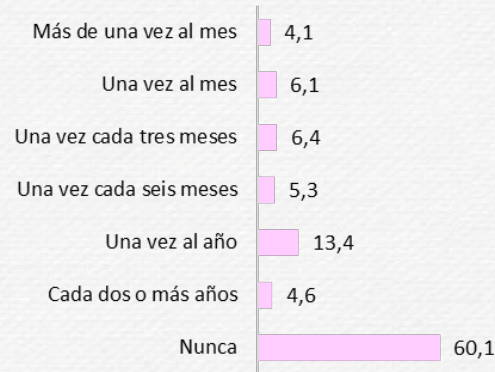 Más de una vez al mes 4,1
Una vez al mes 6,1
Una vez cada tres meses 6,4
Una vez cada seis meses 5,3
Una vez al año 13,4
Cada dos o más años 4,6
Nunca 60,1